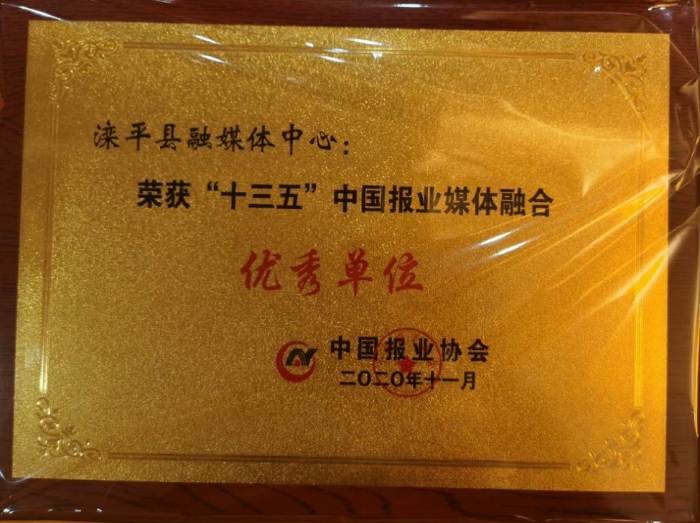 滦平县融媒体中心：
荣获“十三五”中国报业媒体融合
优秀单位
中国报业协会
二〇二〇年十一月